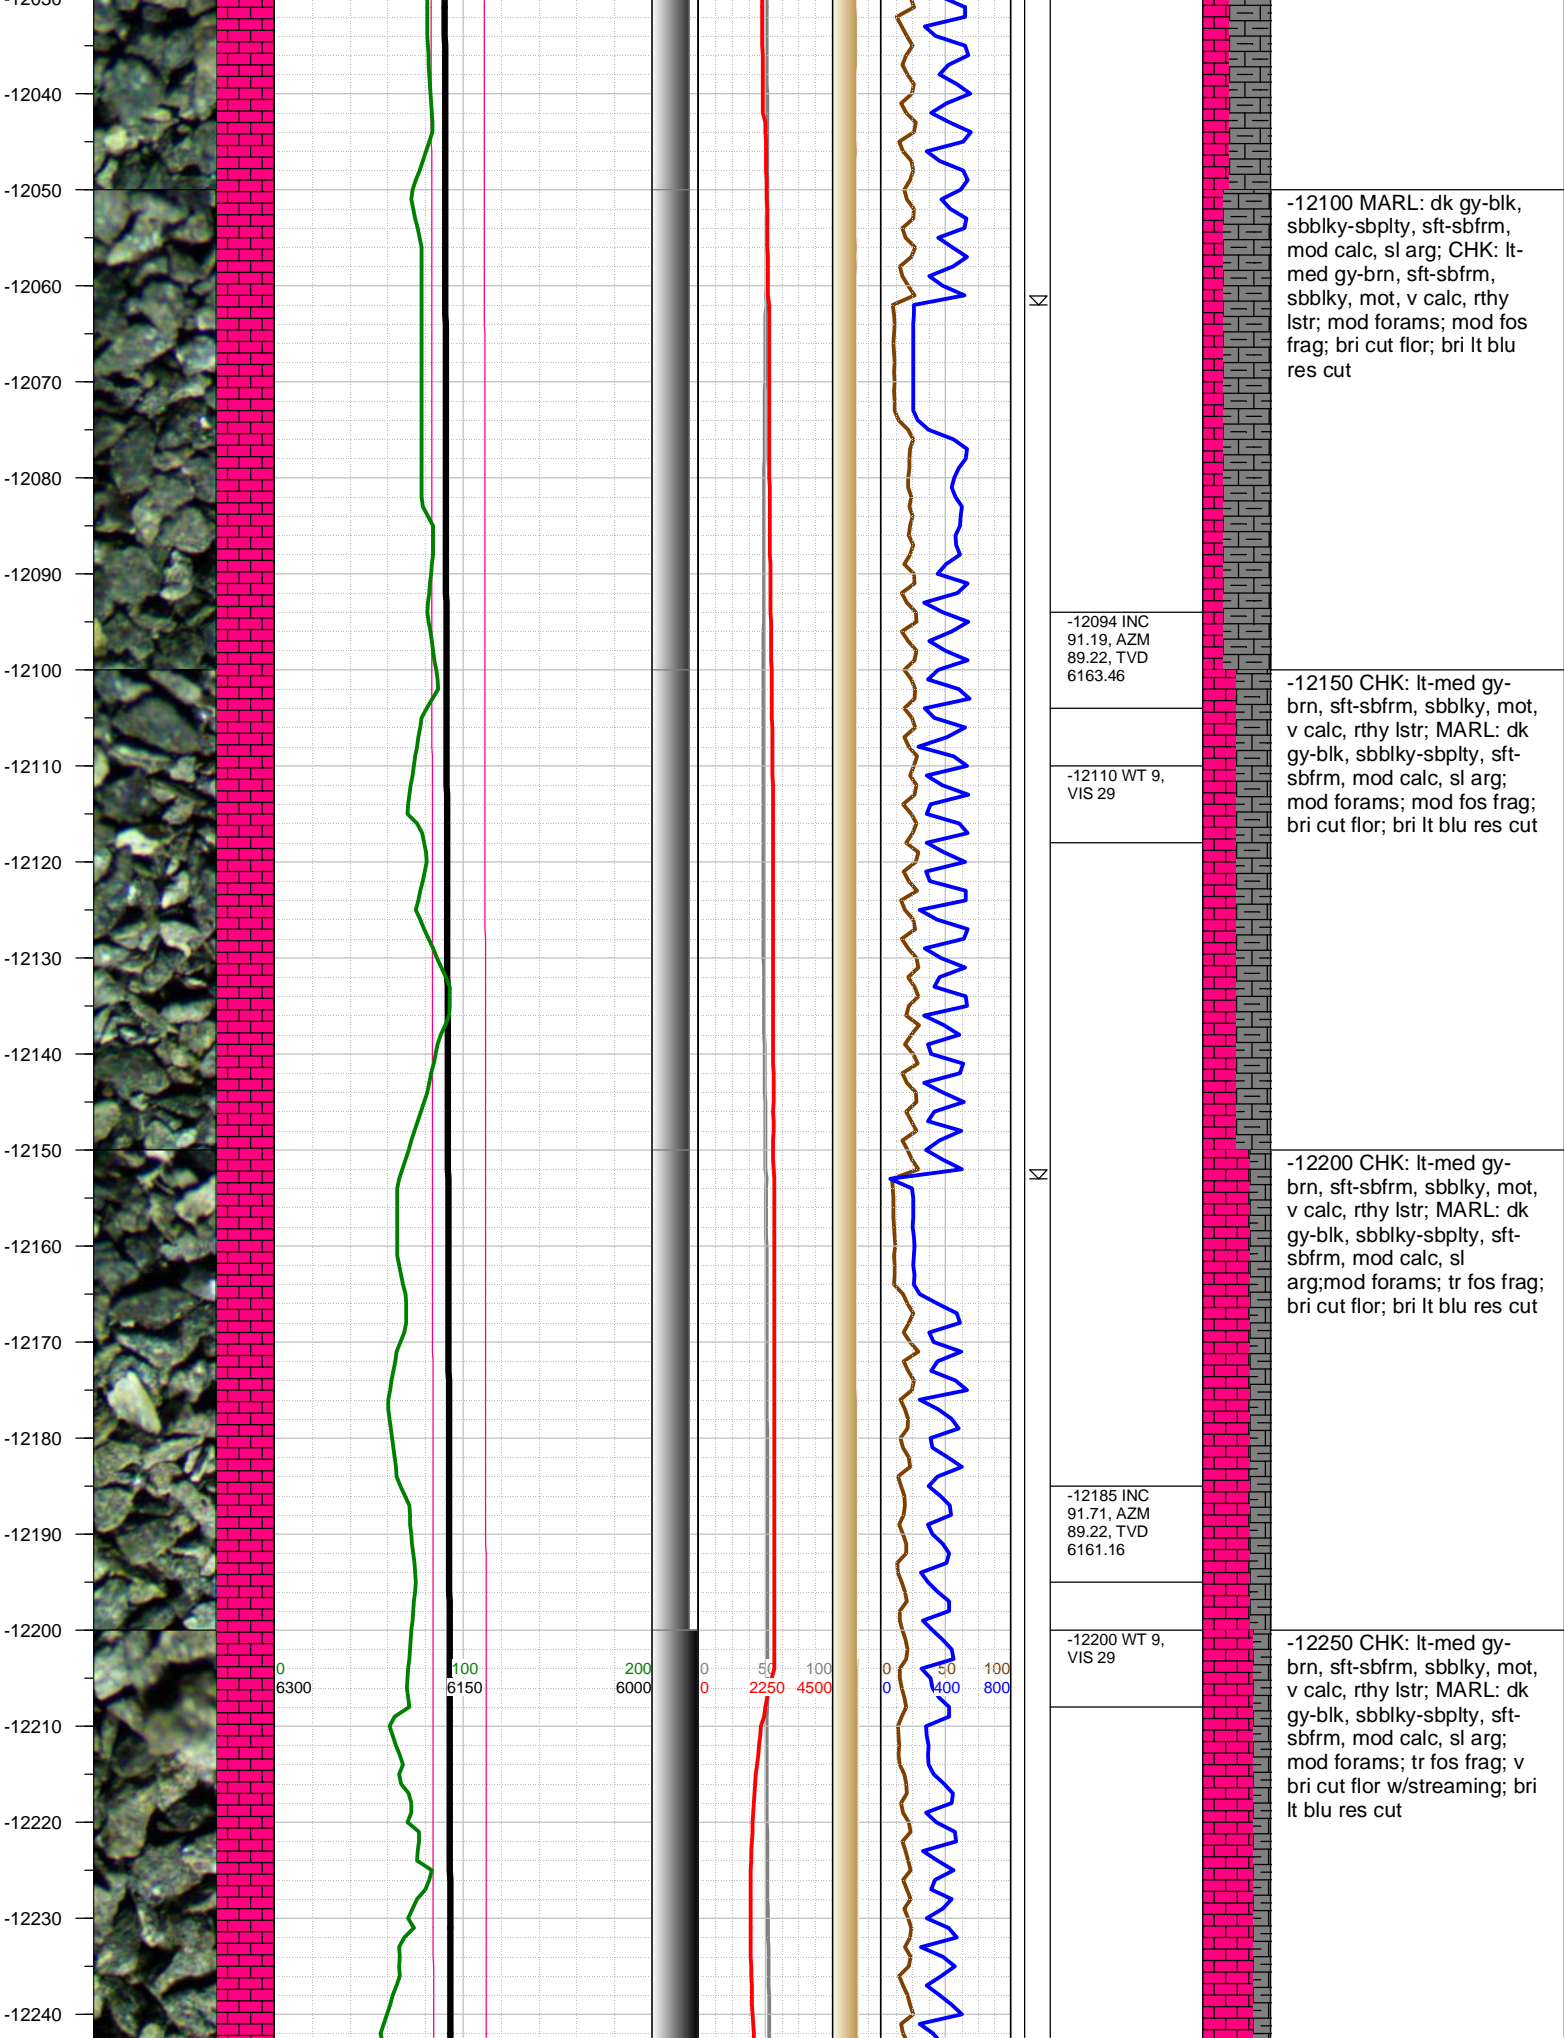 -12030
-12040
-12050
-12060
-12070
-12080
-12090
-12100
-12110
-12120
-12130
-12140
-12150
-12160
-12170
-12180
-12190
-12200
-12210
-12220
-12230
-12240
0 100 200
6300 6150 6000
0 50 100
0 2250 4500
0 50 100
0 400 800
-12094 INC
91.19, AZM
89.22, TVD
6163.46
-12110 WT 9,
VIS 29
-12185 INC
91.71, AZM
89.22, TVD
6161.16
-12200 WT 9,
VIS 29
-12100 MARL: dk gy-blk,
sbblky-sbplty, sft-sbfrm,
mod calc, sl arg; CHK: lt-
med gy-brn, sft-sbfrm,
sbblky, mot, v calc, rthy
lstr; mod forams; mod fos
frag; bri cut flor; bri lt blu
res cut
-12150 CHK: lt-med gy-
brn, sft-sbfrm, sbblky, mot,
v calc, rthy lstr; MARL: dk
gy-blk, sbblky-sbplty, sft-
sbfrm, mod calc, sl arg;
mod forams; mod fos frag;
bri cut flor; bri lt blu res cut
-12200 CHK: lt-med gy-
brn, sft-sbfrm, sbblky, mot,
v calc, rthy lstr; MARL: dk
gy-blk, sbblky-sbplty, sft-
sbfrm, mod calc, sl
arg;mod forams; tr fos frag;
bri cut flor; bri lt blu res cut
-12250 CHK: lt-med gy-
brn, sft-sbfrm, sbblky, mot,
v calc, rthy lstr; MARL: dk
gy-blk, sbblky-sbplty, sft-
sbfrm, mod calc, sl arg;
mod forams; tr fos frag; v
bri cut flor w/streaming; bri
lt blu res cut